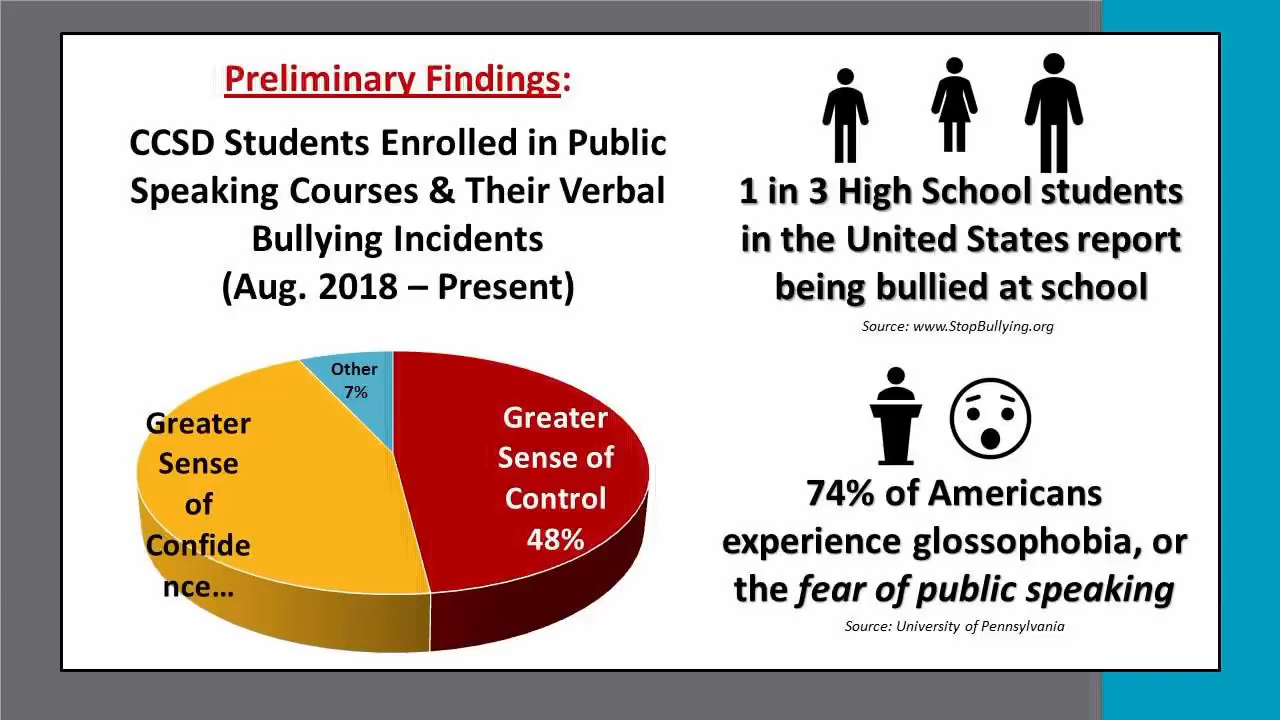 Preliminary Findings:
CCSD Students Enrolled in Public
Speaking Courses & Their Verbal
Bullying Incidents
(Aug. 2018 – Present)
Other
7%
Greater
Sense
of
Confide
nce…
Greater
Sense of
Control
48%
1 in 3 High School students
in the United States report
being bullied at school
Source: www.StopBullying.org
74% of Americans
experience glossophobia, or
the fear of public speaking
Source: University of Pennsylvania